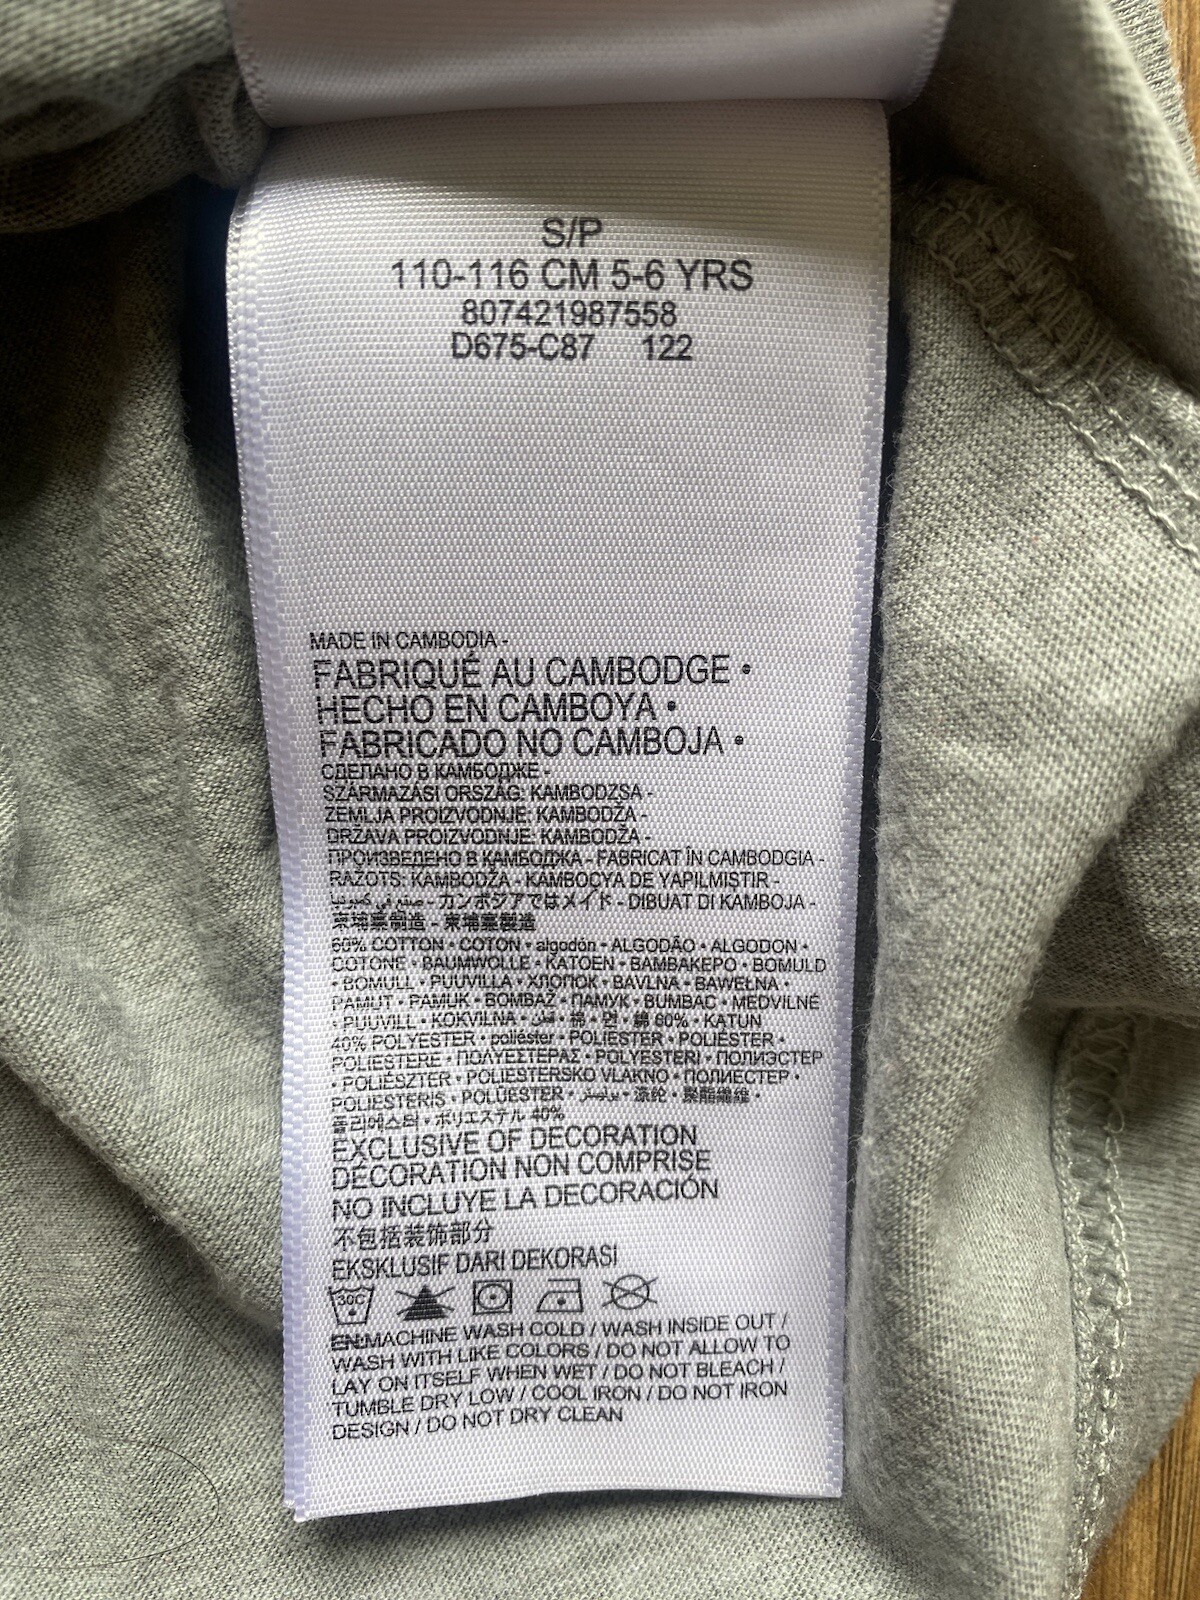 S/P
110-116 CM 5-6 YRS
807421987558
D675-C87 122
MADE IN CAMBODIA -
FABRIQUÉ AU CAMBODGE •
HECHO EN CAMBOYA •
FABRICADO NO CAMBOJA •
СДЕЛАНО В КАМБОДЖЕ -
SZÁRMAZÁSI ORSZÁG: KAMBODZSA -
ZEMLJA PROIZVODNJE: KAMBODŽA -
DRŽAVA PROIZVODNJE: KAMBODŽA -
ПРОИЗВЕДЕНО В КАМБОДЖА - FABRICAT ÎN CAMBODGIA -
RAŽOTS: KAMBODŽA - KAMBOÇYA DE YAPILMIŞTIR -
صنع في كمبوديا - カンボジアではメイド - DIBUAT DI KAMBOJA -
柬埔寨制造 - 柬埔寨製造
60% COTTON • COTON • algodón • ALGODÃO • ALGODON •
COTONE • BAUMWOLLE • KATOEN • ΒΑΜΒΑΚΕΡΟ • BOMULD
• BOMULL • PUUVILLA • ХЛОПОК • BAVLNA • BAWEŁNA •
PAMUT • PAMUK • BOMBAŽ • ПАМУК • BUMBAC • MEDVILNĖ
• PUUVILL • KOKVILNA • قطن • 棉 • 면 • 綿 60% • KATUN
40% POLYESTER • poliéster • POLIESTER • POLIÉSTER •
POLIESTERE • ΠΟΛΥΕΣΤΕΡΑΣ • POLYESTERI • ПОЛИЭСТЕР
• POLIÉSZTER • POLIESTERSKO VLAKNO • ПОЛИЕСТЕР •
POLIESTERIS • POLÜESTER • بوليستر • 涤纶 • 聚酯纖維 •
폴리에스터 • ポリエステル 40%
EXCLUSIVE OF DECORATION
DÉCORATION NON COMPRISE
NO INCLUYE LA DECORACIÓN
不包括装饰部分
EKSKLUSIF DARI DEKORASI
30C
EN:MACHINE WASH COLD / WASH INSIDE OUT /
WASH WITH LIKE COLORS / DO NOT ALLOW TO
LAY ON ITSELF WHEN WET / DO NOT BLEACH /
TUMBLE DRY LOW / COOL IRON / DO NOT IRON
DESIGN / DO NOT DRY CLEAN